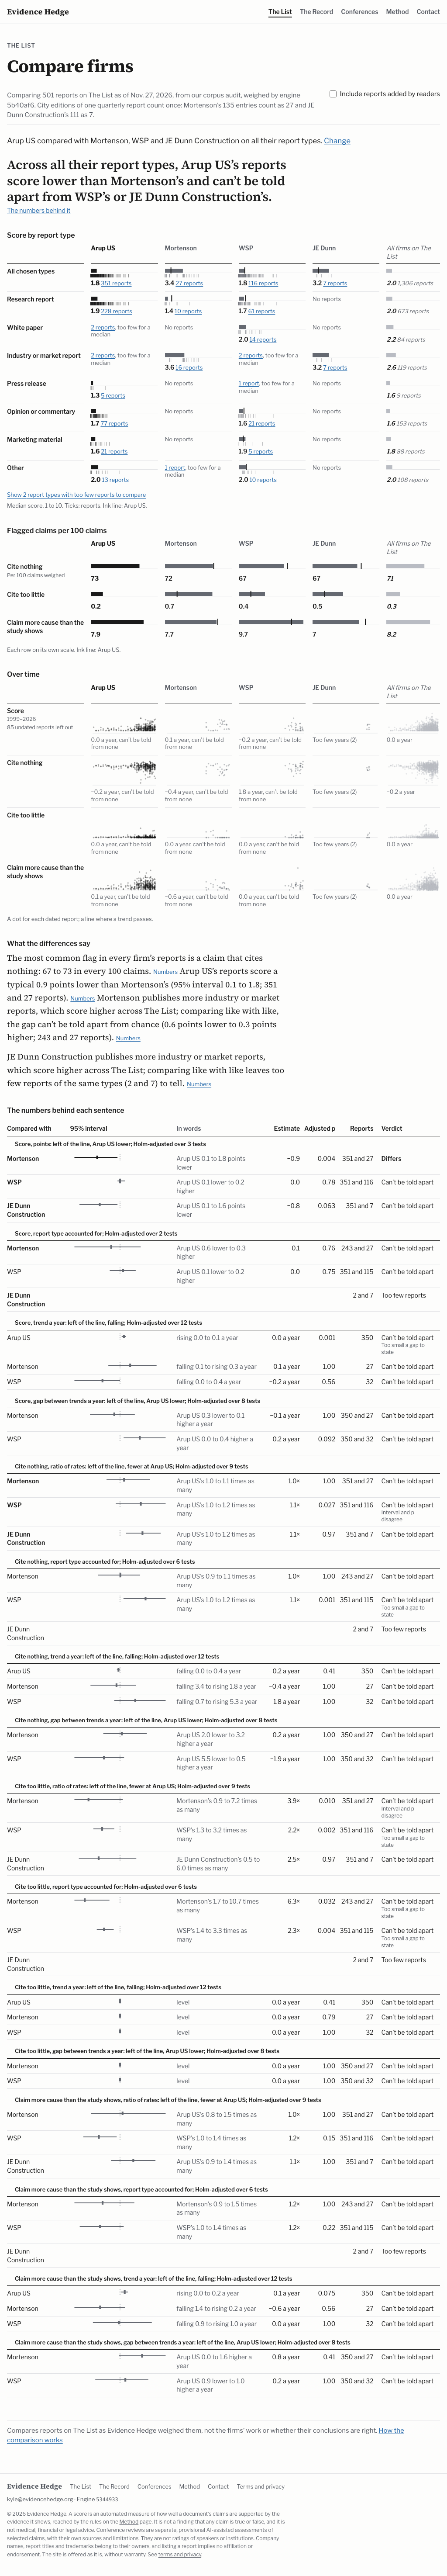 Evidence Hedge
The List The Record Conferences Method Contact
THE LIST
Compare firms
Comparing 501 reports on The List as of Nov. 27, 2026, from our corpus audit, weighed by engine
5b40af6. City editions of one quarterly report count once: Mortenson's 135 entries count as 27 and JE
Dunn Construction's 111 as 7.
Include reports added by readers
Arup US compared with Mortenson, WSP and JE Dunn Construction on all their report types. Change
Across all their report types, Arup US's reports
score lower than Mortenson's and can't be told
apart from WSP's or JE Dunn Construction's.
The numbers behind it
Score by report type
Arup US Mortenson WSP JE Dunn All firms on The
List
All chosen types
1.8 351 reports 3.4 27 reports 1.8 116 reports 3.2 7 reports 2.0 1,306 reports
Research report No reports
1.9 228 reports 1.4 10 reports 1.7 61 reports 2.0 673 reports
White paper 2 reports, too few for a No reports No reports
median
2.0 14 reports 2.2 84 reports
Industry or market report 2 reports, too few for a 2 reports, too few for a
median median
3.6 16 reports 3.2 7 reports 2.6 119 reports
Press release No reports 1 report, too few for a No reports
median
1.3 5 reports 1.6 9 reports
Opinion or commentary No reports No reports
1.7 77 reports 1.6 21 reports 1.6 153 reports
Marketing material No reports No reports
1.6 21 reports 1.9 5 reports 1.8 88 reports
Other 1 report, too few for a No reports
median
2.0 13 reports 2.0 10 reports 2.0 108 reports
Show 2 report types with too few reports to compare
Median score, 1 to 10. Ticks: reports. Ink line: Arup US.
Flagged claims per 100 claims
Arup US Mortenson WSP JE Dunn All firms on The
List
Cite nothing
Per 100 claims weighed
73 72 67 67 71
Cite too little
0.2 0.7 0.4 0.5 0.3
Claim more cause than the
study shows
7.9 7.7 9.7 7 8.2
Each row on its own scale. Ink line: Arup US.
Over time
Arup US Mortenson WSP JE Dunn All firms on The
List
Score
1999–2026
85 undated reports left out
0.0 a year, can't be told
from none
0.1 a year, can't be told
from none
−0.2 a year, can't be told
from none
Too few years (2)
0.0 a year
Cite nothing
−0.2 a year, can't be told
from none
−0.4 a year, can't be told
from none
1.8 a year, can't be told
from none
Too few years (2)
−0.2 a year
Cite too little
0.0 a year, can't be told
from none
0.0 a year, can't be told
from none
0.0 a year, can't be told
from none
Too few years (2)
0.0 a year
Claim more cause than the
study shows
0.1 a year, can't be told
from none
−0.6 a year, can't be told
from none
0.0 a year, can't be told
from none
Too few years (2)
0.0 a year
A dot for each dated report; a line where a trend passes.
What the differences say
The most common flag in every firm's reports is a claim that cites
nothing: 67 to 73 in every 100 claims. Numbers Arup US's reports score a
typical 0.9 points lower than Mortenson's (95% interval 0.1 to 1.8; 351
and 27 reports). Numbers Mortenson publishes more industry or market
reports, which score higher across The List; comparing like with like,
the gap can't be told apart from chance (0.6 points lower to 0.3 points
higher; 243 and 27 reports). Numbers
JE Dunn Construction publishes more industry or market reports,
which score higher across The List; comparing like with like leaves too
few reports of the same types (2 and 7) to tell. Numbers
The numbers behind each sentence
Compared with 95% interval In words Estimate Adjusted p Reports Verdict
Score, points: left of the line, Arup US lower; Holm-adjusted over 3 tests
Mortenson Arup US 0.1 to 1.8 points −0.9 0.004 351 and 27 Differs
lower
WSP Arup US 0.1 lower to 0.2 0.0 0.78 351 and 116 Can't be told apart
higher
JE Dunn Arup US 0.1 to 1.6 points −0.8 0.063 351 and 7 Can't be told apart
Construction lower
Score, report type accounted for; Holm-adjusted over 2 tests
Mortenson Arup US 0.6 lower to 0.3 −0.1 0.76 243 and 27 Can't be told apart
higher
WSP Arup US 0.1 lower to 0.2 0.0 0.75 351 and 115 Can't be told apart
higher
JE Dunn 2 and 7 Too few reports
Construction
Score, trend a year: left of the line, falling; Holm-adjusted over 12 tests
Arup US rising 0.0 to 0.1 a year 0.0 a year 0.001 350 Can't be told apart
Too small a gap to
state
Mortenson falling 0.1 to rising 0.3 a year 0.1 a year 1.00 27 Can't be told apart
WSP falling 0.0 to 0.4 a year −0.2 a year 0.56 32 Can't be told apart
Score, gap between trends a year: left of the line, Arup US lower; Holm-adjusted over 8 tests
Mortenson Arup US 0.3 lower to 0.1 −0.1 a year 1.00 350 and 27 Can't be told apart
higher a year
WSP Arup US 0.0 to 0.4 higher a 0.2 a year 0.092 350 and 32 Can't be told apart
year
Cite nothing, ratio of rates: left of the line, fewer at Arup US; Holm-adjusted over 9 tests
Mortenson Arup US's 1.0 to 1.1 times as 1.0× 1.00 351 and 27 Can't be told apart
many
WSP Arup US's 1.0 to 1.2 times as 1.1× 0.027 351 and 116 Can't be told apart
many Interval and p
disagree
JE Dunn Arup US's 1.0 to 1.2 times as 1.1× 0.97 351 and 7 Can't be told apart
Construction many
Cite nothing, report type accounted for; Holm-adjusted over 6 tests
Mortenson Arup US's 0.9 to 1.1 times as 1.0× 1.00 243 and 27 Can't be told apart
many
WSP Arup US's 1.0 to 1.2 times as 1.1× 0.001 351 and 115 Can't be told apart
many Too small a gap to
state
JE Dunn 2 and 7 Too few reports
Construction
Cite nothing, trend a year: left of the line, falling; Holm-adjusted over 12 tests
Arup US falling 0.0 to 0.4 a year −0.2 a year 0.41 350 Can't be told apart
Mortenson falling 3.4 to rising 1.8 a year −0.4 a year 1.00 27 Can't be told apart
WSP falling 0.7 to rising 5.3 a year 1.8 a year 1.00 32 Can't be told apart
Cite nothing, gap between trends a year: left of the line, Arup US lower; Holm-adjusted over 8 tests
Mortenson Arup US 2.0 lower to 3.2 0.2 a year 1.00 350 and 27 Can't be told apart
higher a year
WSP Arup US 5.5 lower to 0.5 −1.9 a year 1.00 350 and 32 Can't be told apart
higher a year
Cite too little, ratio of rates: left of the line, fewer at Arup US; Holm-adjusted over 9 tests
Mortenson Mortenson's 0.9 to 7.2 times 3.9× 0.010 351 and 27 Can't be told apart
as many Interval and p
disagree
WSP WSP's 1.3 to 3.2 times as 2.2× 0.002 351 and 116 Can't be told apart
many Too small a gap to
state
JE Dunn JE Dunn Construction's 0.5 to 2.5× 0.97 351 and 7 Can't be told apart
Construction 6.0 times as many
Cite too little, report type accounted for; Holm-adjusted over 6 tests
Mortenson Mortenson's 1.7 to 10.7 times 6.3× 0.032 243 and 27 Can't be told apart
as many Too small a gap to
state
WSP WSP's 1.4 to 3.3 times as 2.3× 0.004 351 and 115 Can't be told apart
many Too small a gap to
state
JE Dunn 2 and 7 Too few reports
Construction
Cite too little, trend a year: left of the line, falling; Holm-adjusted over 12 tests
Arup US level 0.0 a year 0.41 350 Can't be told apart
Mortenson level 0.0 a year 0.79 27 Can't be told apart
WSP level 0.0 a year 1.00 32 Can't be told apart
Cite too little, gap between trends a year: left of the line, Arup US lower; Holm-adjusted over 8 tests
Mortenson level 0.0 a year 1.00 350 and 27 Can't be told apart
WSP level 0.0 a year 1.00 350 and 32 Can't be told apart
Claim more cause than the study shows, ratio of rates: left of the line, fewer at Arup US; Holm-adjusted over 9 tests
Mortenson Arup US's 0.8 to 1.5 times as 1.0× 1.00 351 and 27 Can't be told apart
many
WSP WSP's 1.0 to 1.4 times as 1.2× 0.15 351 and 116 Can't be told apart
many
JE Dunn Arup US's 0.9 to 1.4 times as 1.1× 1.00 351 and 7 Can't be told apart
Construction many
Claim more cause than the study shows, report type accounted for; Holm-adjusted over 6 tests
Mortenson Mortenson's 0.9 to 1.5 times 1.2× 1.00 243 and 27 Can't be told apart
as many
WSP WSP's 1.0 to 1.4 times as 1.2× 0.22 351 and 115 Can't be told apart
many
JE Dunn 2 and 7 Too few reports
Construction
Claim more cause than the study shows, trend a year: left of the line, falling; Holm-adjusted over 12 tests
Arup US rising 0.0 to 0.2 a year 0.1 a year 0.075 350 Can't be told apart
Mortenson falling 1.4 to rising 0.2 a year −0.6 a year 0.56 27 Can't be told apart
WSP falling 0.9 to rising 1.0 a year 0.0 a year 1.00 32 Can't be told apart
Claim more cause than the study shows, gap between trends a year: left of the line, Arup US lower; Holm-adjusted over 8 tests
Mortenson Arup US 0.0 to 1.6 higher a 0.8 a year 0.41 350 and 27 Can't be told apart
year
WSP Arup US 0.9 lower to 1.0 0.2 a year 1.00 350 and 32 Can't be told apart
higher a year
Compares reports on The List as Evidence Hedge weighed them, not the firms' work or whether their conclusions are right. How the
comparison works
Evidence Hedge The List The Record Conferences Method Contact Terms and privacy
kyle@evidencehedge.org · Engine 5344933
© 2026 Evidence Hedge. A score is an automated measure of how well a document's claims are supported by the
evidence it shows, reached by the rules on the Method page. It is not a finding that any claim is true or false, and it is
not medical, financial or legal advice. Conference reviews are separate, provisional AI-assisted assessments of
selected claims, with their own sources and limitations. They are not ratings of speakers or institutions. Company
names, report titles and trademarks belong to their owners, and listing a report implies no affiliation or
endorsement. The site is offered as it is, without warranty. See terms and privacy.